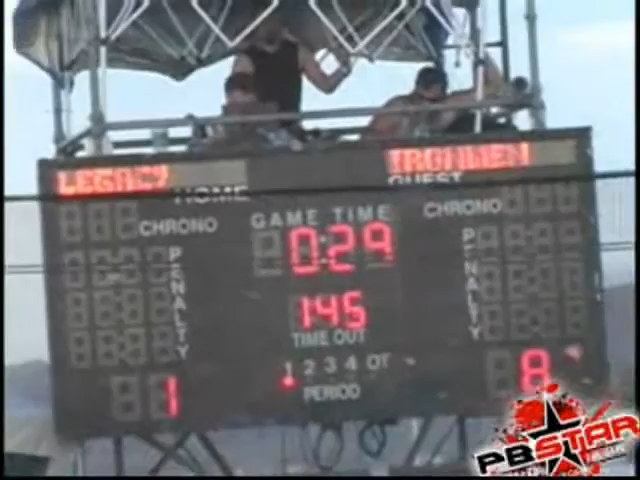 LEGACY IRONMEN
HOME GUEST
CHRONO GAME TIME CHRONO
0:29
PENALTY PENALTY
145
TIME OUT
1 2 3 4 OT
PERIOD
1 8
PBSTAR